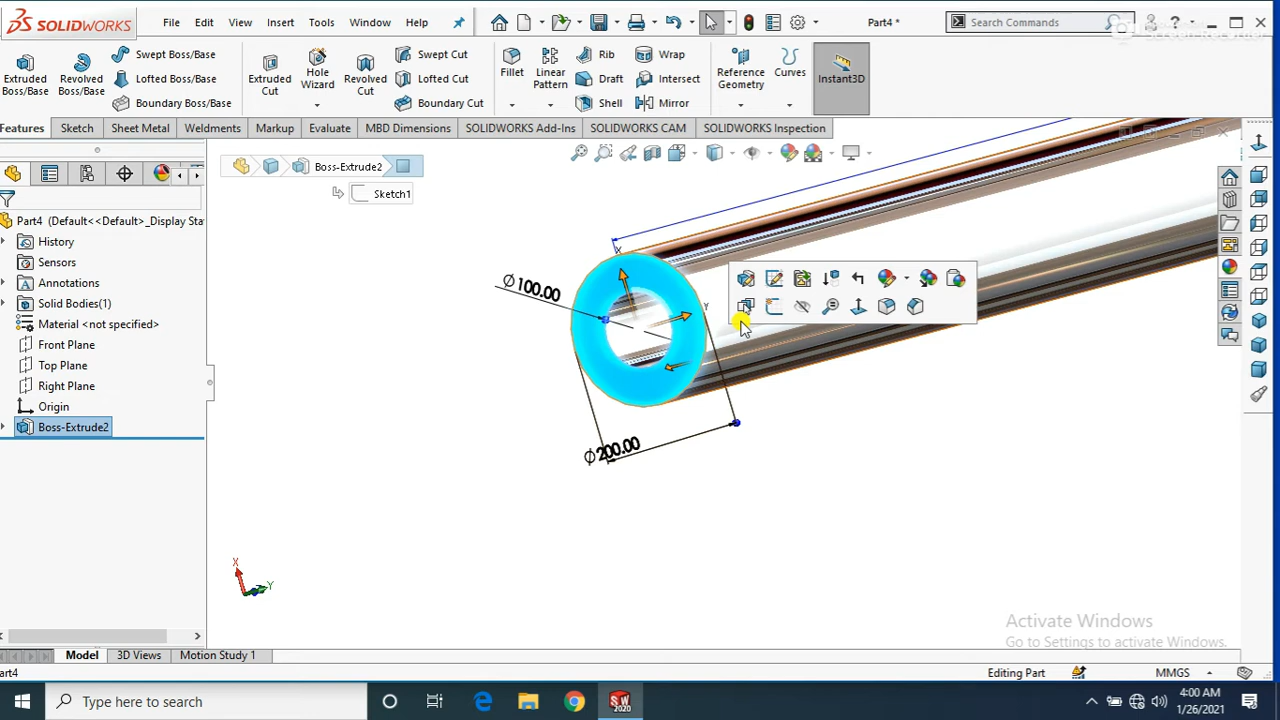 SOLIDWORKS File Edit View Insert Tools Window Help Part4 * Search Commands
Extruded Boss/Base
Revolved Boss/Base
Swept Boss/Base
Lofted Boss/Base
Boundary Boss/Base
Extruded Cut
Hole Wizard
Revolved Cut
Swept Cut
Lofted Cut
Boundary Cut
Fillet
Linear Pattern
Rib
Draft
Shell
Wrap
Intersect
Mirror
Reference Geometry
Curves
Instant3D
Features Sketch Sheet Metal Weldments Markup Evaluate MBD Dimensions SOLIDWORKS Add-Ins SOLIDWORKS CAM SOLIDWORKS Inspection
Boss-Extrude2
Sketch1
Part4 (Default<<Default>_Display Sta
History
Sensors
Annotations
Solid Bodies(1)
Material <not specified>
Front Plane
Top Plane
Right Plane
Origin
Boss-Extrude2
X
Y
∅100.00
∅200.00
X
Y
Activate Windows
Go to Settings to activate Windows.
Model 3D Views Motion Study 1
art4 Editing Part MMGS
Type here to search
SW
2020
4:00 AM
1/26/2021